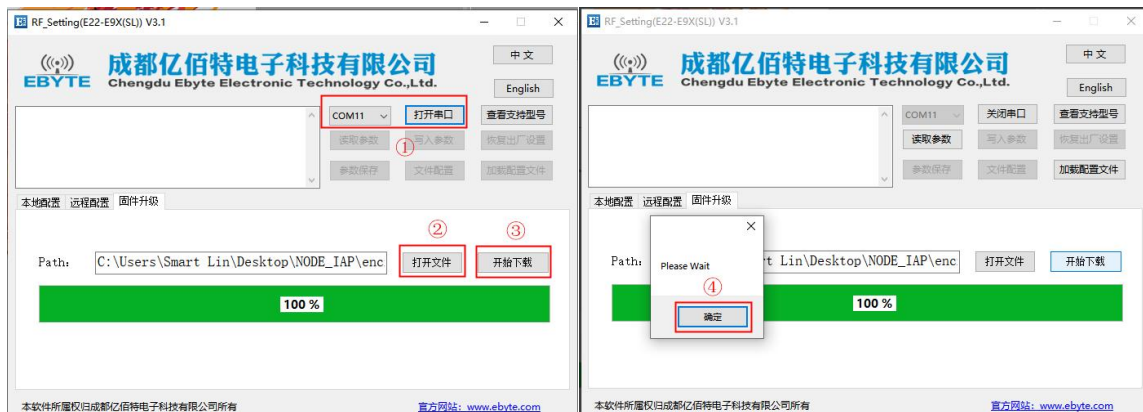 RF_Setting(E22-E9X(SL)) V3.1
EBYTE
成都亿佰特电子科技有限公司
Chengdu Ebyte Electronic Technology Co.,Ltd.
中文
English
COM11
打开串口
查看支持型号
①
读取参数
写入参数
恢复出厂设置
参数保存
文件配置
加载配置文件
本地配置 远程配置 固件升级
②
③
Path:
C:\Users\Smart Lin\Desktop\NODE_IAP\enc
打开文件
开始下载
100 %
本软件所属权归成都亿佰特电子科技有限公司所有
官方网站: www.ebyte.com
RF_Setting(E22-E9X(SL)) V3.1
EBYTE
成都亿佰特电子科技有限公司
Chengdu Ebyte Electronic Technology Co.,Ltd.
中文
English
COM11
关闭串口
查看支持型号
读取参数
写入参数
恢复出厂设置
参数保存
文件配置
加载配置文件
本地配置 远程配置 固件升级
Path:
Lin\Desktop\NODE_IAP\enc
打开文件
开始下载
Please Wait
④
确定
100 %
本软件所属权归成都亿佰特电子科技有限公司所有
官方网站: www.ebyte.com